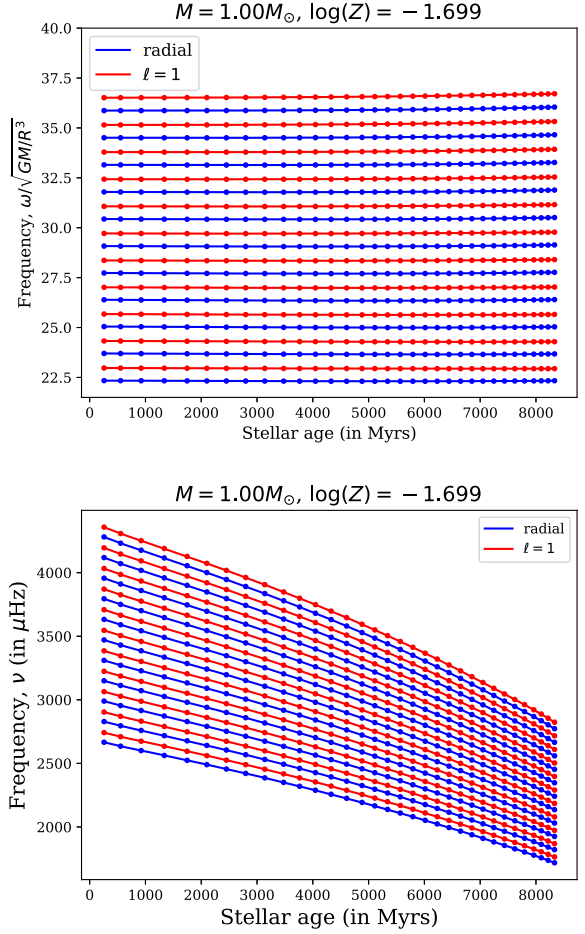 M = 1.00M⊙, log(Z) = −1.699
radial
ℓ = 1
Frequency, ω/√GM/R³
40.0
37.5
35.0
32.5
30.0
27.5
25.0
22.5
0 1000 2000 3000 4000 5000 6000 7000 8000
Stellar age (in Myrs)
M = 1.00M⊙, log(Z) = −1.699
radial
ℓ = 1
Frequency, ν (in μHz)
4000
3500
3000
2500
2000
0 1000 2000 3000 4000 5000 6000 7000 8000
Stellar age (in Myrs)